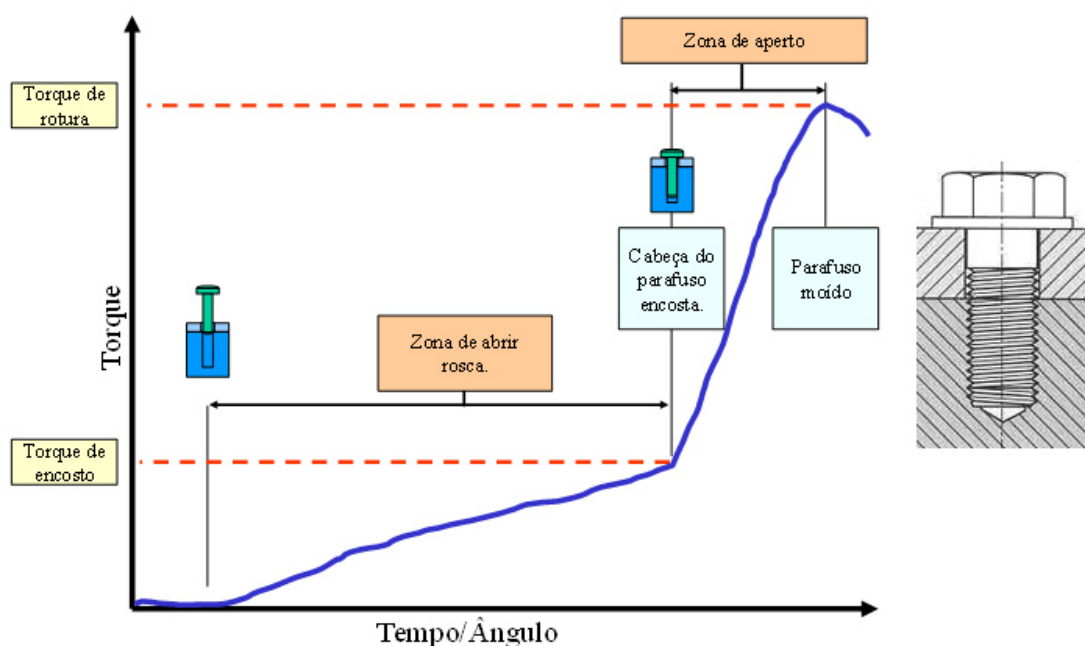 Zona de aperto
Torque de
rotura
Cabeça do
parafuso
encosta.
Parafuso
moído
Zona de abrir
rosca.
Torque
Torque de
encosto
Tempo/Ângulo